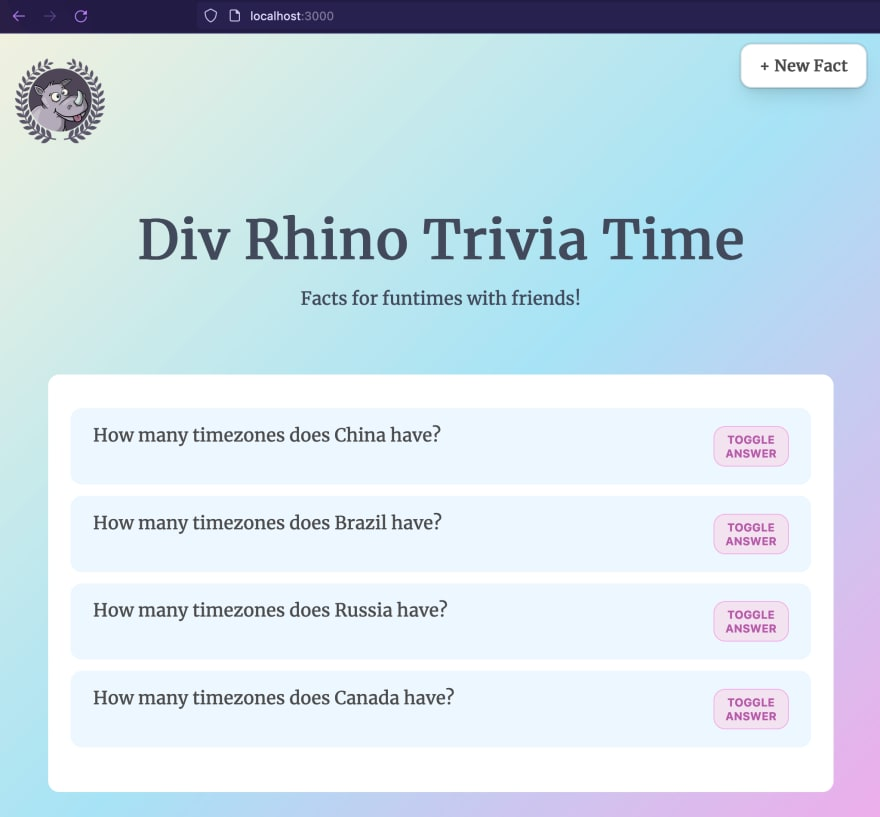 localhost:3000
+ New Fact
Div Rhino Trivia Time
Facts for funtimes with friends!
How many timezones does China have?
TOGGLE
ANSWER
How many timezones does Brazil have?
TOGGLE
ANSWER
How many timezones does Russia have?
TOGGLE
ANSWER
How many timezones does Canada have?
TOGGLE
ANSWER